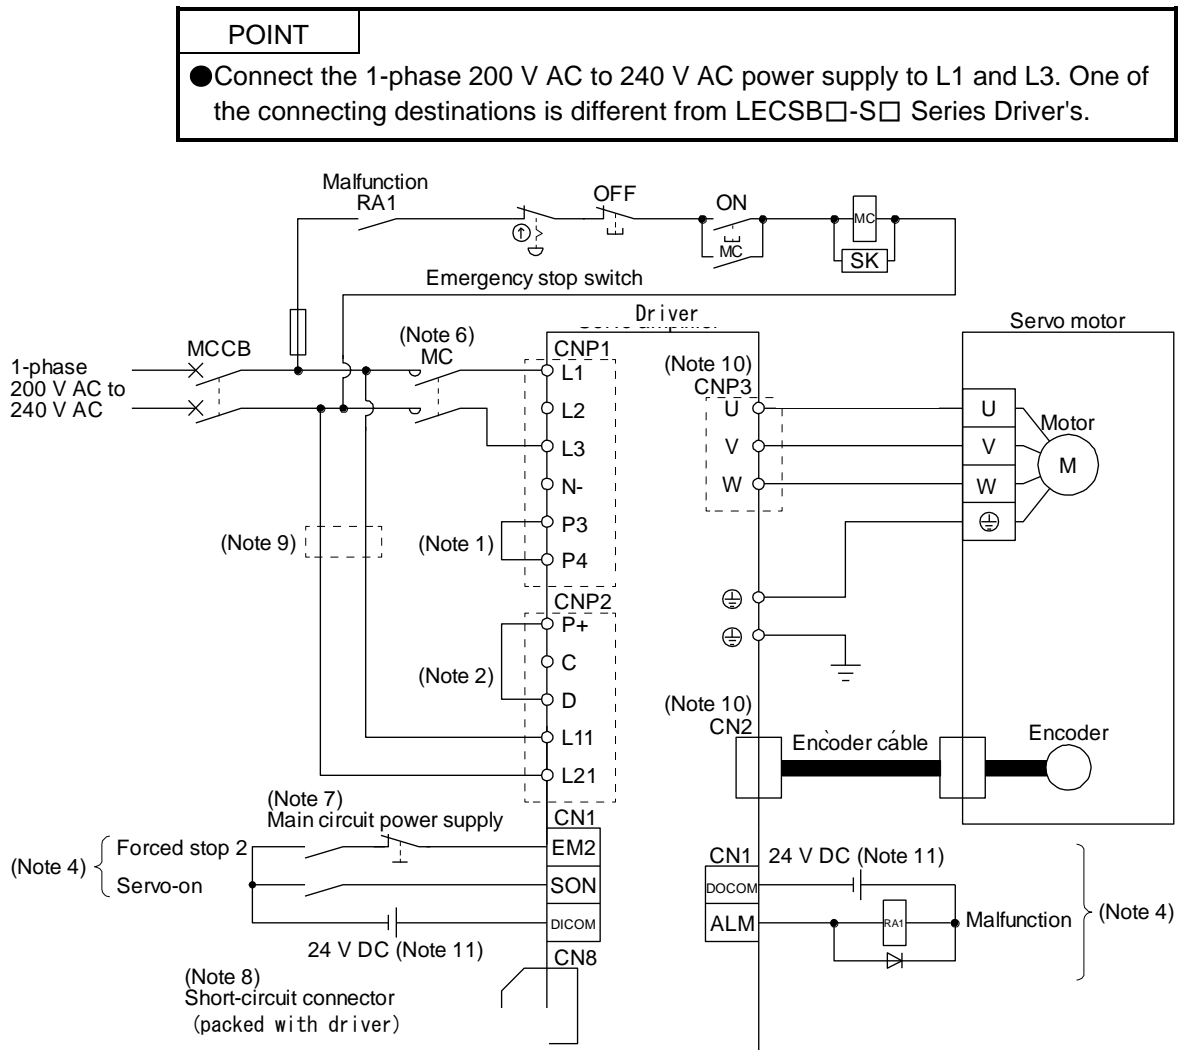 POINT
●Connect the 1-phase 200 V AC to 240 V AC power supply to L1 and L3. One of
the connecting destinations is different from LECSB□-S□ Series Driver's.
Malfunction
RA1
OFF
ON
MC
MC
SK
Emergency stop switch
Driver
Servo motor
1-phase
200 V AC to
240 V AC
MCCB
(Note 6)
MC
CNP1
L1
L2
L3
N-
P3
P4
(Note 10)
CNP3
U
V
W
U
V
W
Motor
M
(Note 9)
(Note 1)
CNP2
P+
C
D
L11
L21
(Note 2)
(Note 10)
CN2
Encoder cable
Encoder
(Note 7)
Main circuit power supply
(Note 4)
Forced stop 2
Servo-on
CN1
EM2
SON
DICOM
24 V DC (Note 11)
CN1
24 V DC (Note 11)
DOCOM
ALM
RA1
Malfunction
(Note 4)
CN8
(Note 8)
Short-circuit connector
(packed with driver)